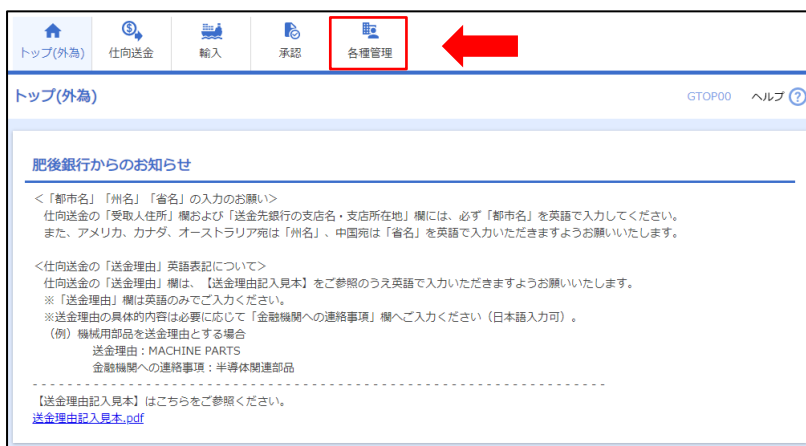 トップ(外為)
仕向送金
輸入
承認
各種管理
トップ(外為)
GTOP00
ヘルプ ?
肥後銀行からのお知らせ
＜「都市名」「州名」「省名」の入力のお願い＞
仕向送金の「受取人住所」欄および「送金先銀行の支店名・支店所在地」欄には、必ず「都市名」を英語で入力してください。
また、アメリカ、カナダ、オーストラリア宛は「州名」、中国宛は「省名」を英語で入力いただきますようお願いいたします。
＜仕向送金の「送金理由」英語表記について＞
仕向送金の「送金理由」欄は、【送金理由記入見本】をご参照のうえ英語で入力いただきますようお願いいたします。
※「送金理由」欄は英語のみでご入力ください。
※送金理由の具体的内容は必要に応じて「金融機関への連絡事項」欄へご入力ください（日本語入力可）。
（例）機械用部品を送金理由とする場合
送金理由：MACHINE PARTS
金融機関への連絡事項：半導体関連部品
- - - - - - - - - - - - - - - - - - - - - - - - - - - - - - - - - - - - - - - - - - - - - - - - - - - - - - - - - - - - - - - - - -
【送金理由記入見本】はこちらをご参照ください。
送金理由記入見本.pdf